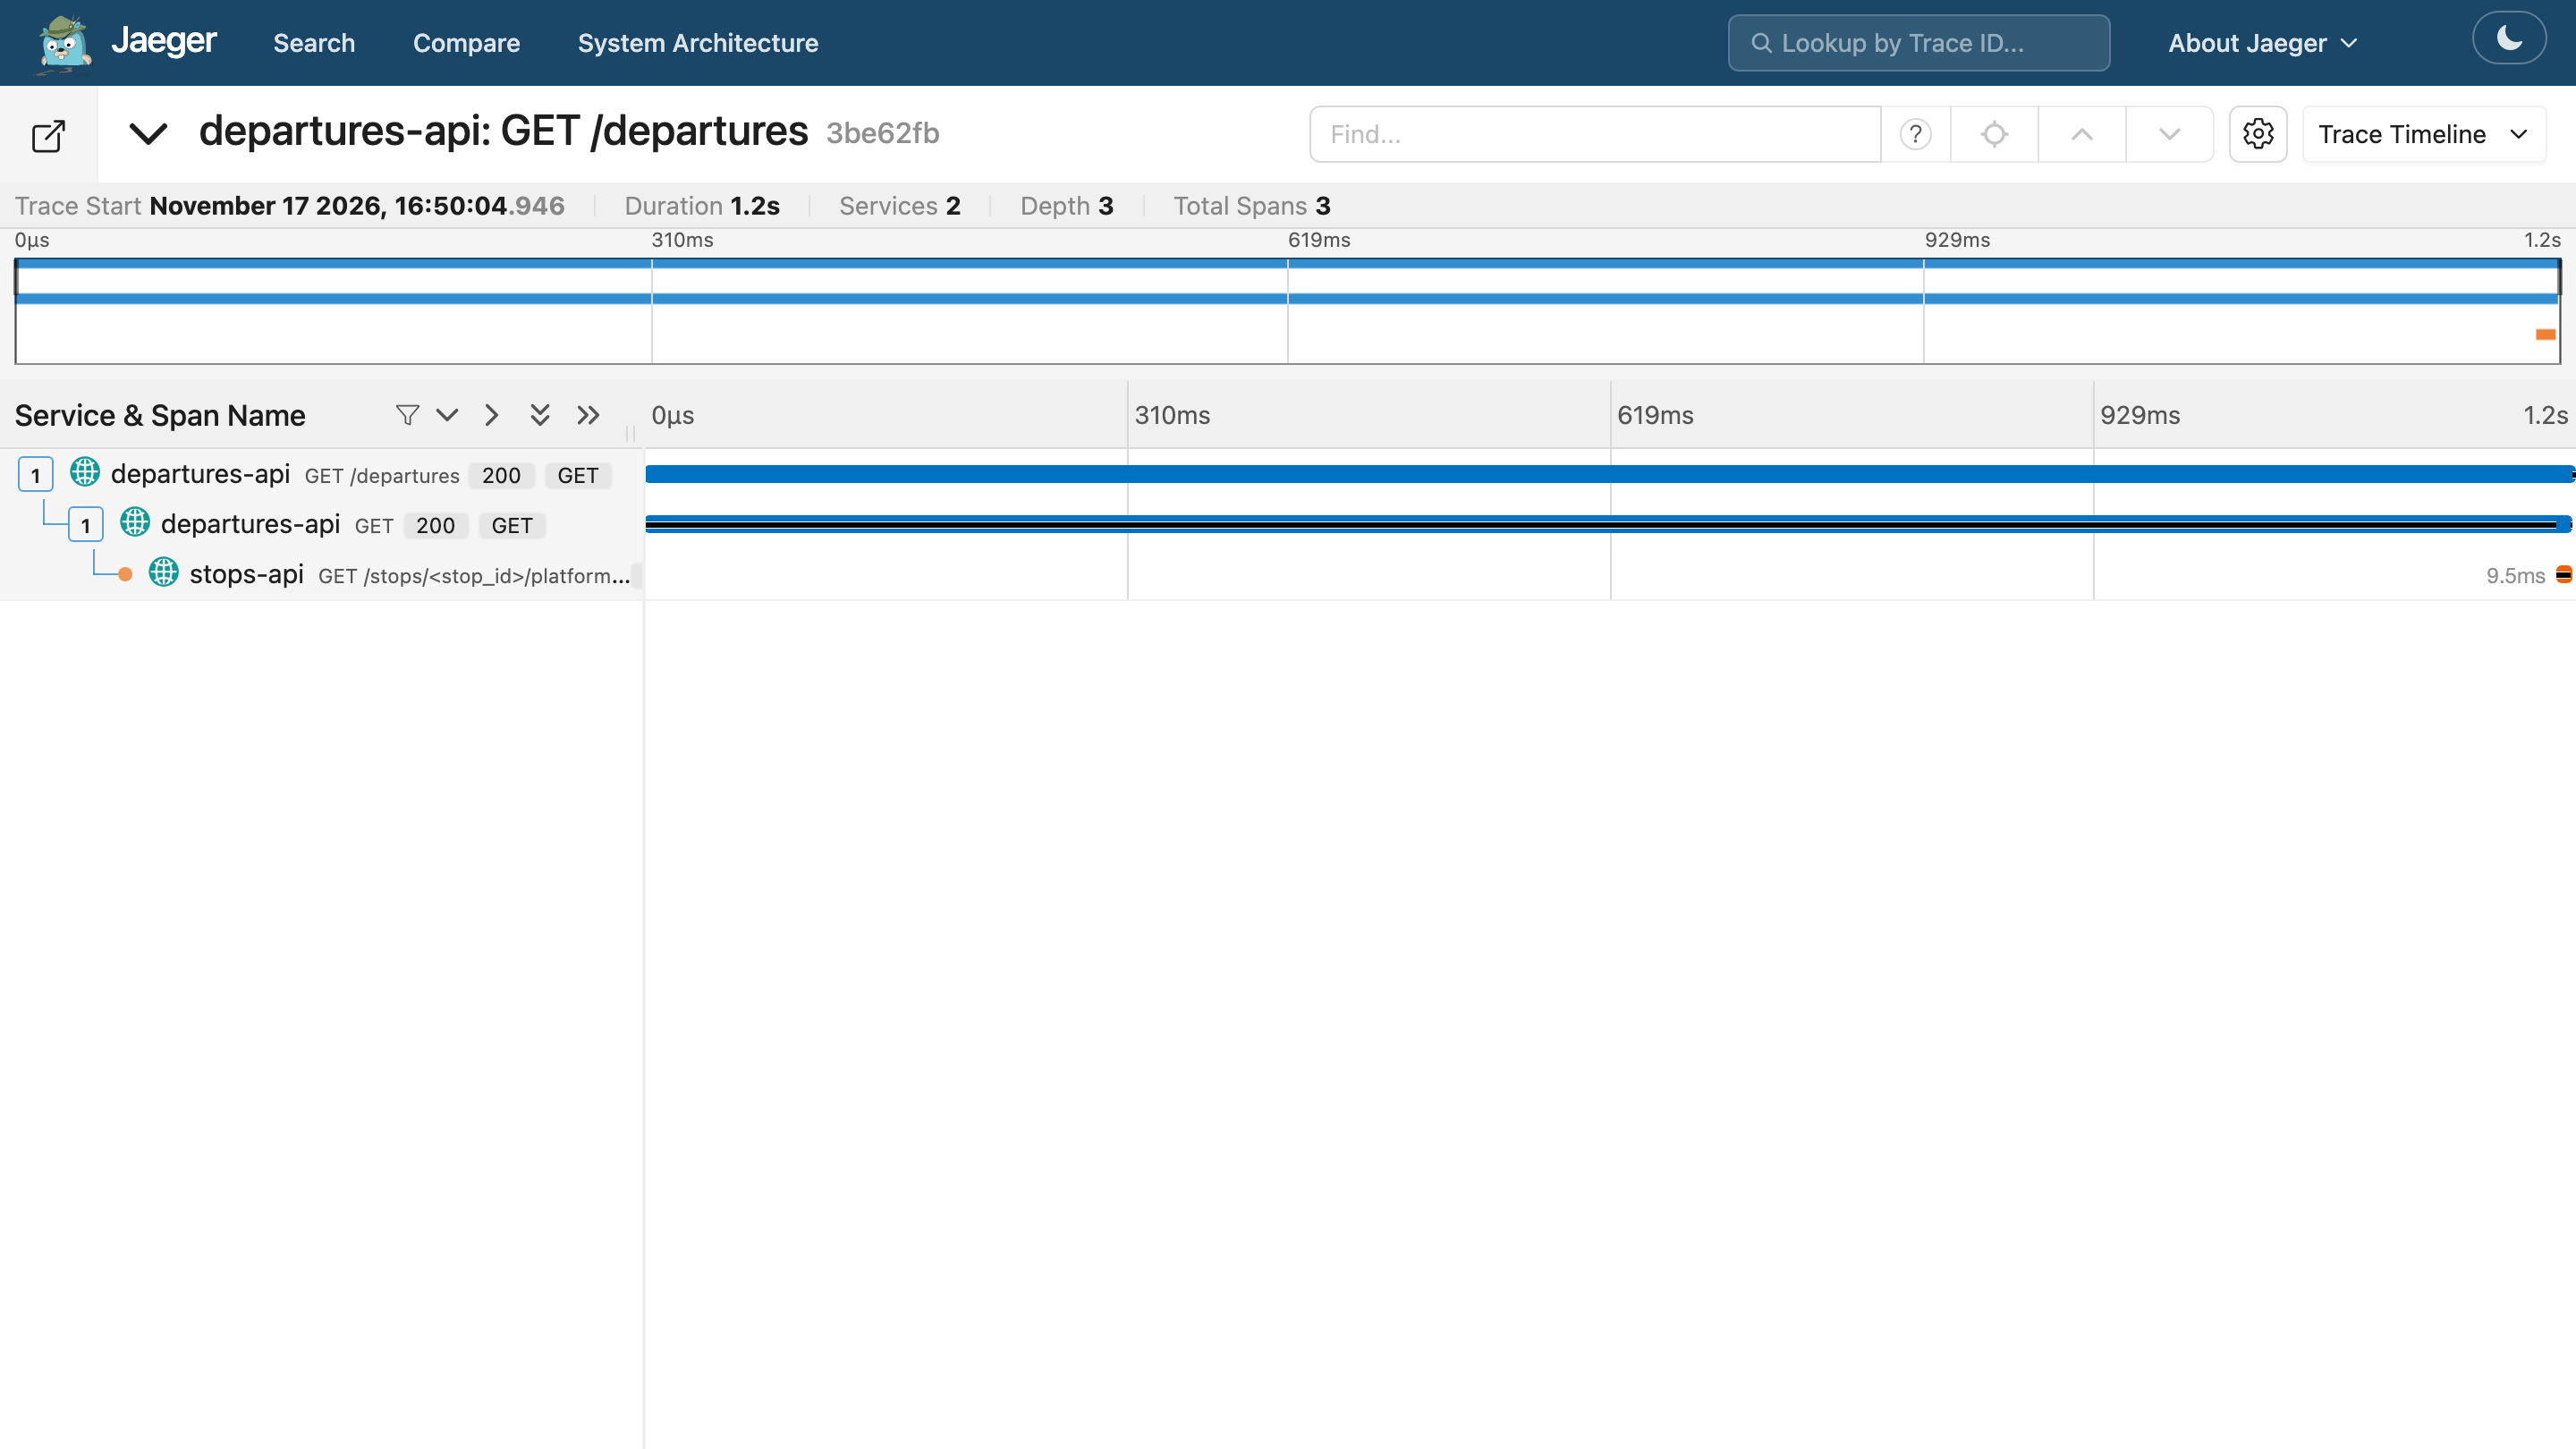 Jaeger Search Compare System Architecture Lookup by Trace ID... About Jaeger
departures-api: GET /departures 3be62fb Find... ? Trace Timeline
Trace Start November 17 2026, 16:50:04.946 Duration 1.2s Services 2 Depth 3 Total Spans 3
0μs 310ms 619ms 929ms 1.2s
Service & Span Name 0μs 310ms 619ms 929ms 1.2s
1 departures-api GET /departures 200 GET
1 departures-api GET 200 GET
stops-api GET /stops/<stop_id>/platform... 9.5ms